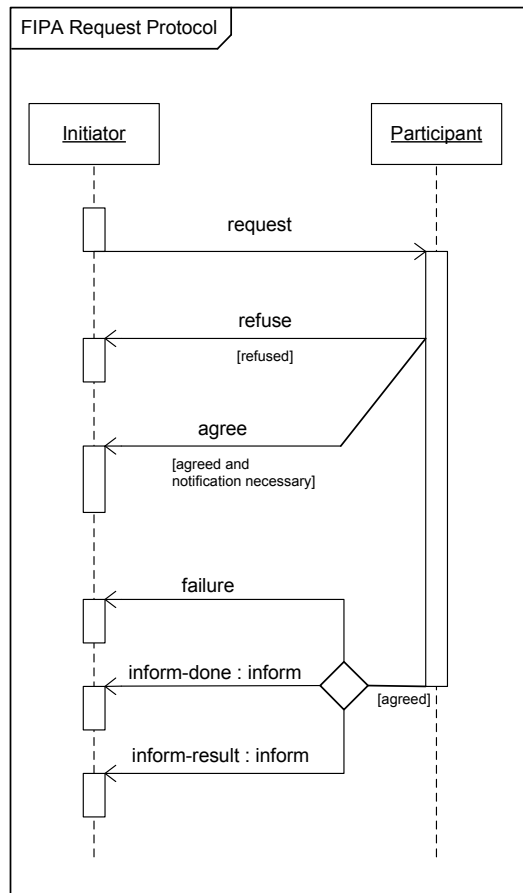 FIPA Request Protocol
Initiator
Participant
request
refuse
[refused]
agree
[agreed and
notification necessary]
failure
inform-done : inform
[agreed]
inform-result : inform